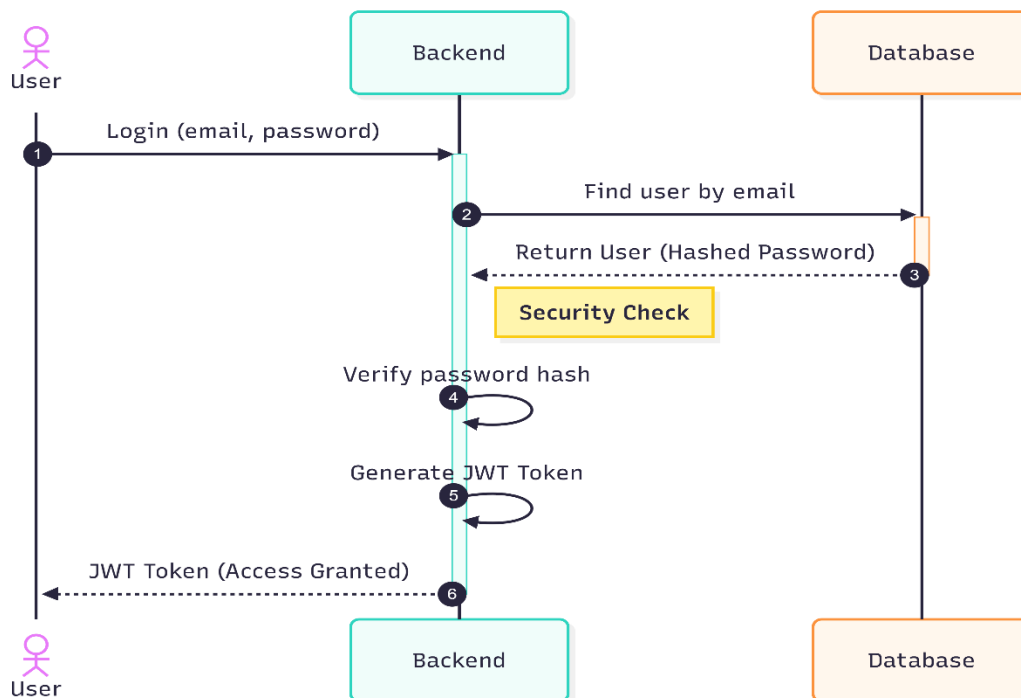 User
Backend
Database
Login (email, password)
1
Find user by email
2
Return User (Hashed Password)
3
Security Check
Verify password hash
4
Generate JWT Token
5
JWT Token (Access Granted)
6
User
Backend
Database